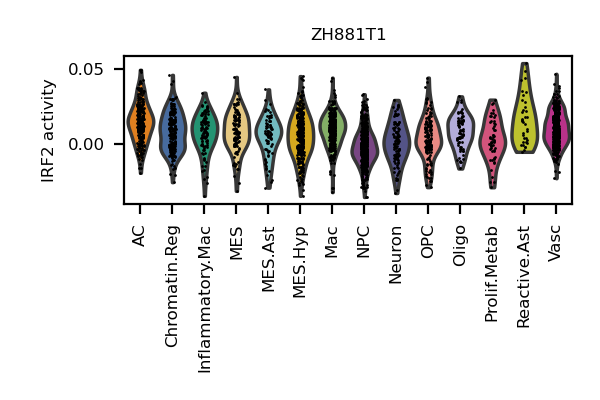 ZH881T1
IRF2 activity
0.05
0.00
AC
Chromatin.Reg
Inflammatory.Mac
MES
MES.Ast
MES.Hyp
Mac
NPC
Neuron
OPC
Oligo
Prolif.Metab
Reactive.Ast
Vasc